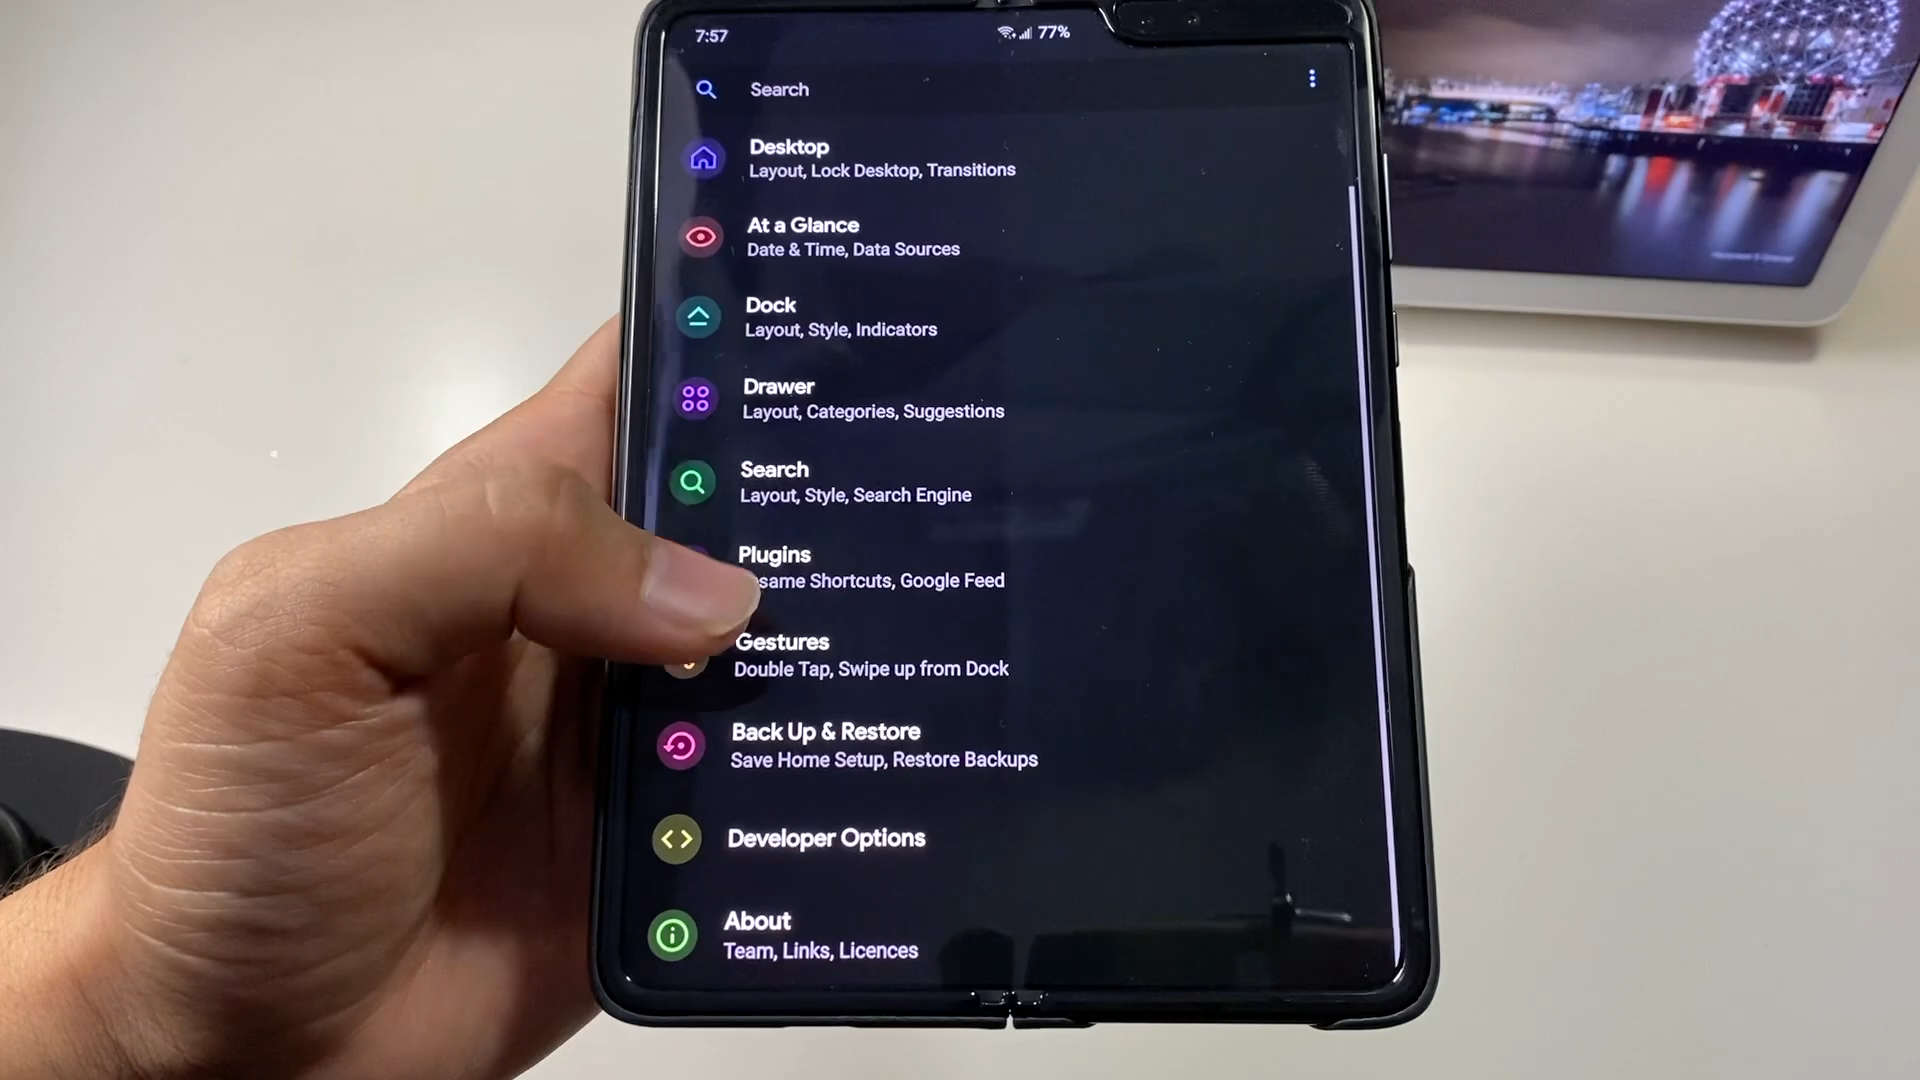 7:57
77%
Search
Desktop
Layout, Lock Desktop, Transitions
At a Glance
Date & Time, Data Sources
Dock
Layout, Style, Indicators
Drawer
Layout, Categories, Suggestions
Search
Layout, Style, Search Engine
Plugins
Shortcuts, Google Feed
Gestures
Double Tap, Swipe up from Dock
Back Up & Restore
Save Home Setup, Restore Backups
Developer Options
About
Team, Links, Licences